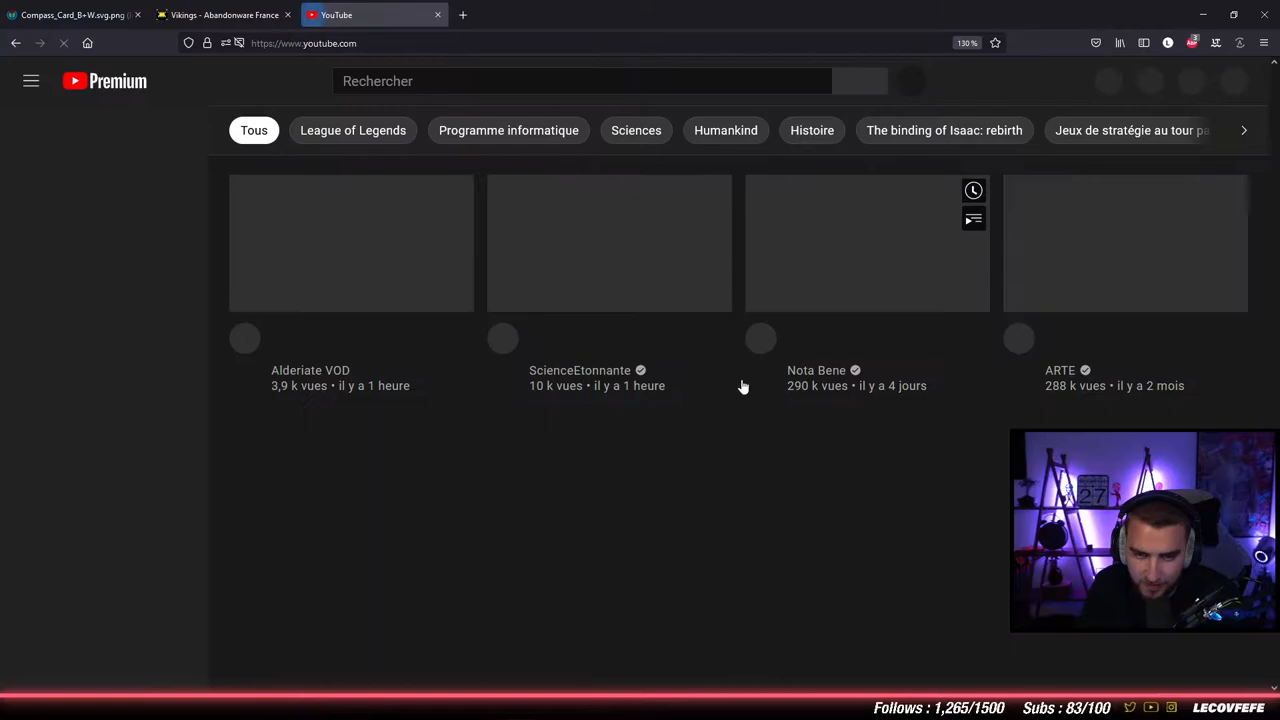 Compass_Card_B+W.svg.png (
Vikings - Abandonware France
YouTube
https://www.youtube.com
130 %
Premium
Rechercher
Tous
League of Legends
Programme informatique
Sciences
Humankind
Histoire
The binding of Isaac: rebirth
Jeux de stratégie au tour pa
Alderiate VOD
3,9 k vues • il y a 1 heure
ScienceEtonnante
10 k vues • il y a 1 heure
Nota Bene
290 k vues • il y a 4 jours
ARTE
288 k vues • il y a 2 mois
27
Follows : 1,265/1500
Subs : 83/100
LECOVFEFE